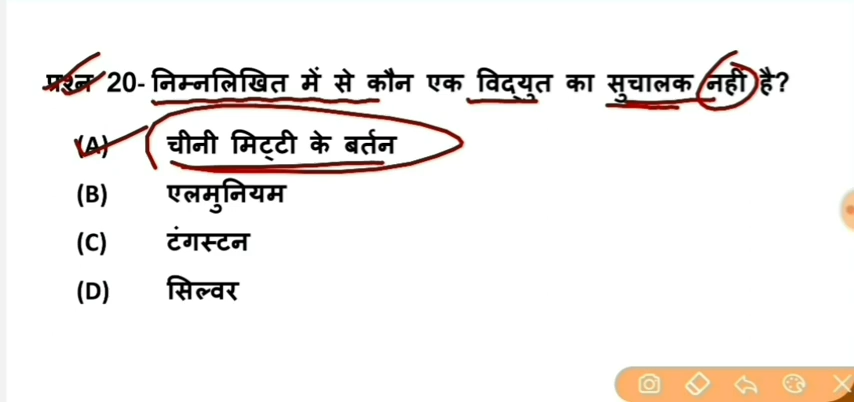 प्रश्न 20- निम्नलिखित में से कौन एक विद्युत का सुचालक नहीं है?
(A) चीनी मिट्टी के बर्तन
(B) एलमुनियम
(C) टंगस्टन
(D) सिल्वर